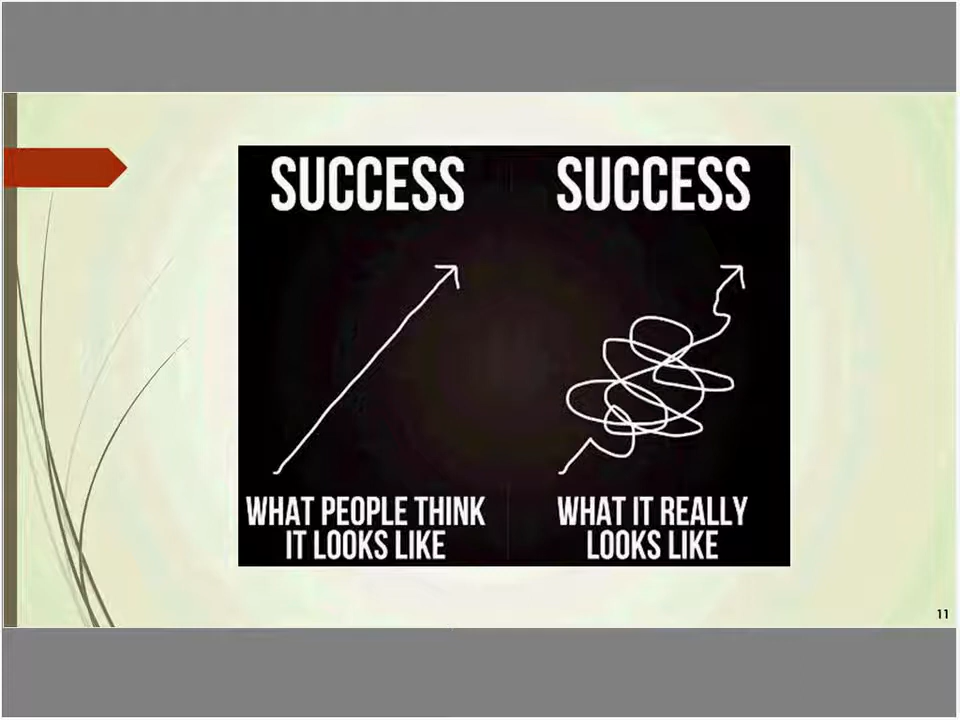 SUCCESS
WHAT PEOPLE THINK
IT LOOKS LIKE
SUCCESS
WHAT IT REALLY
LOOKS LIKE
11